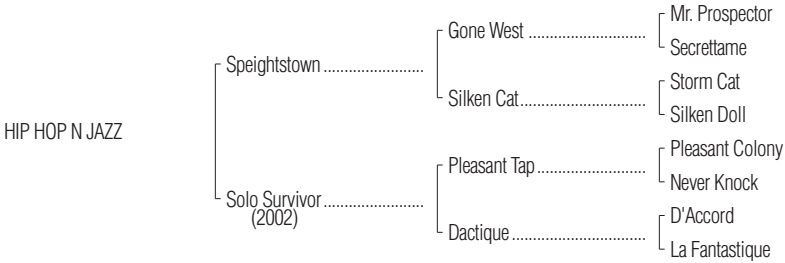 HIP HOP N JAZZ
Speightstown .......................
Solo Survivor.......................
(2002)
Gone West ...........................
Silken Cat.............................
Pleasant Tap.........................
Dactique ...............................
Mr. Prospector
Secrettame
Storm Cat
Silken Doll
Pleasant Colony
Never Knock
D'Accord
La Fantastique